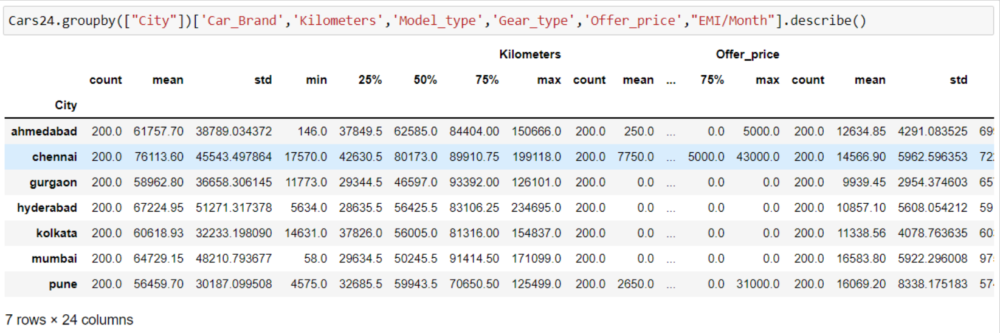 Cars24.groupby(["City"])['Car_Brand','Kilometers','Model_type','Gear_type','Offer_price',"EMI/Month"].describe()
Kilometers Offer_price
count mean std min 25% 50% 75% max count mean ... 75% max count mean std
City
ahmedabad 200.0 61757.70 38789.034372 146.0 37849.5 62585.0 84404.00 150666.0 200.0 250.0 ... 0.0 5000.0 200.0 12634.85 4291.083525
chennai 200.0 76113.60 45543.497864 17570.0 42630.5 80173.0 89910.75 199118.0 200.0 7750.0 ... 5000.0 43000.0 200.0 14566.90 5962.596353
gurgaon 200.0 58962.80 36658.306145 11773.0 29344.5 46597.0 93392.00 126101.0 200.0 0.0 ... 0.0 0.0 200.0 9939.45 2954.374603
hyderabad 200.0 67224.95 51271.317378 5634.0 28635.5 56425.5 83106.25 234695.0 200.0 0.0 ... 0.0 0.0 200.0 10857.10 5608.054212
kolkata 200.0 60618.93 32233.198090 14631.0 37826.0 56005.0 81316.00 154837.0 200.0 0.0 ... 0.0 0.0 200.0 11338.56 4078.763635
mumbai 200.0 64729.15 48210.793677 58.0 29634.5 50245.5 91414.50 171099.0 200.0 0.0 ... 0.0 0.0 200.0 16583.80 5922.296008
pune 200.0 56459.70 30187.099508 4575.0 32685.5 59943.5 70650.50 125499.0 200.0 2650.0 ... 0.0 31000.0 200.0 16069.20 8338.175183
7 rows × 24 columns